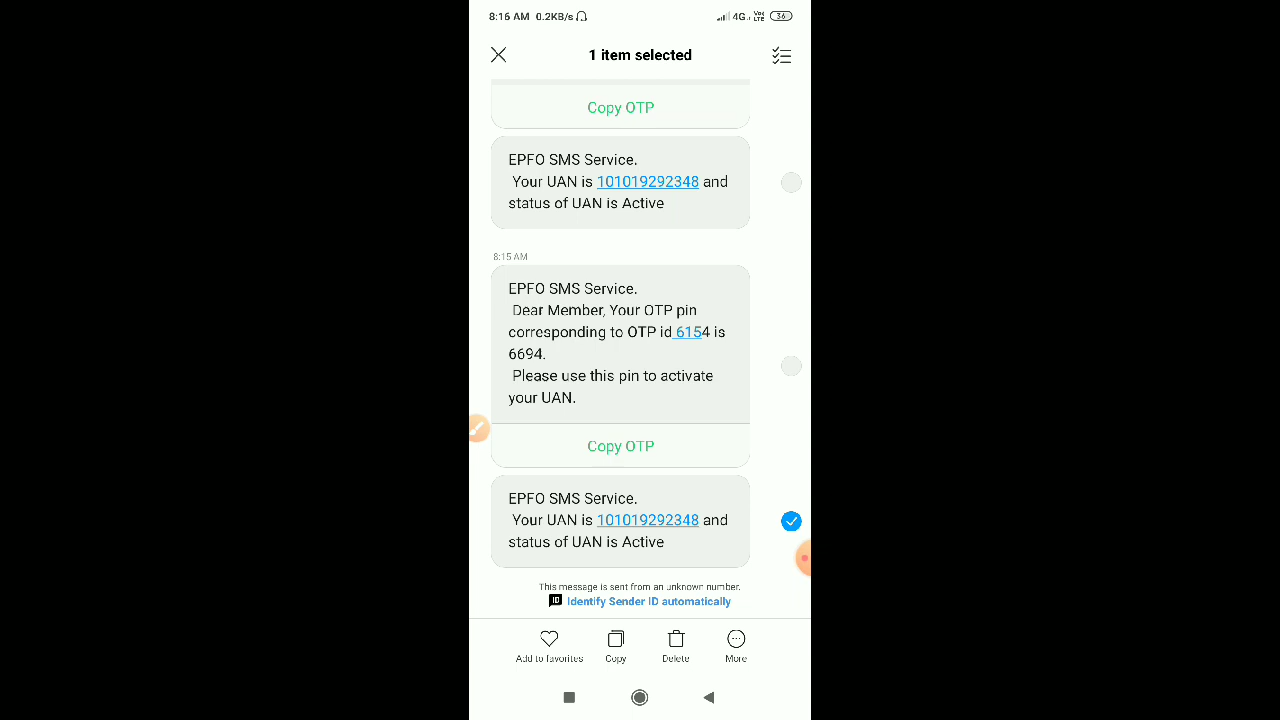 8:16 AM 0.2KB/s 4G Vo LTE 36
1 item selected
Copy OTP
EPFO SMS Service.
Your UAN is 101019292348 and
status of UAN is Active
8:15 AM
EPFO SMS Service.
Dear Member, Your OTP pin
corresponding to OTP id 6154 is
6694.
Please use this pin to activate
your UAN.
Copy OTP
EPFO SMS Service.
Your UAN is 101019292348 and
status of UAN is Active
This message is sent from an unknown number.
ID Identify Sender ID automatically
Add to favorites Copy Delete More